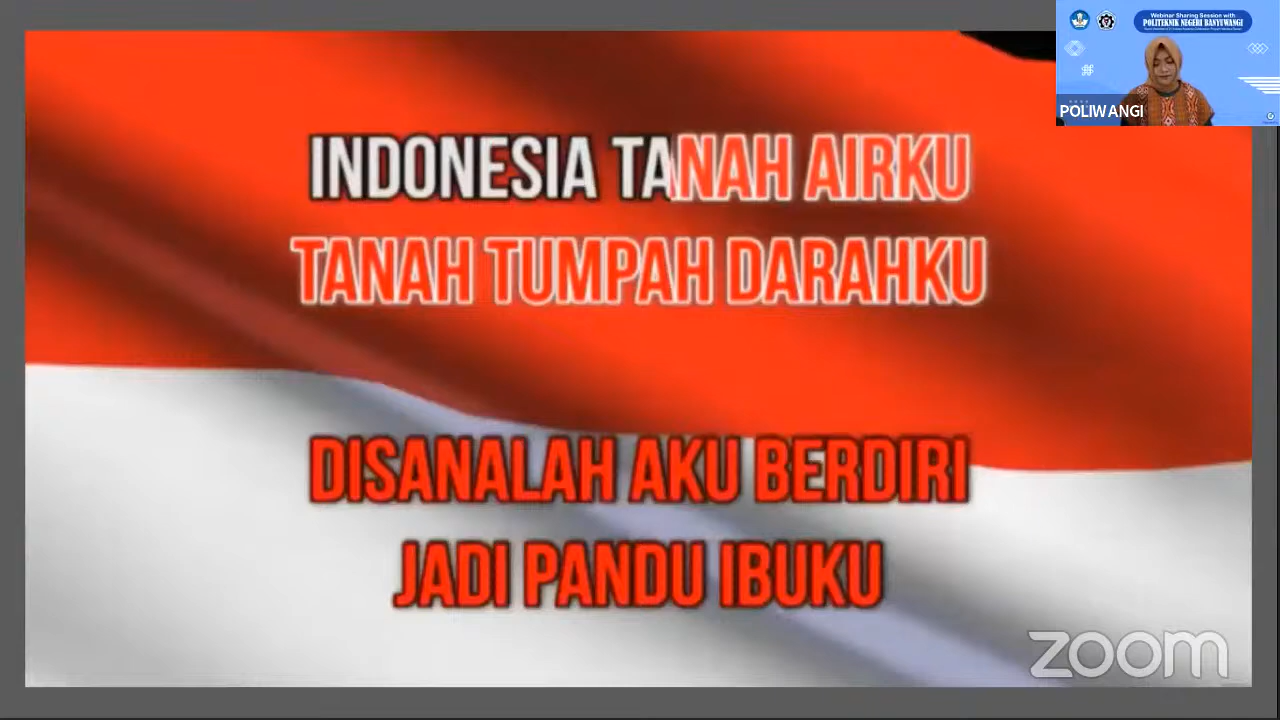 INDONESIA TANAH AIRKU
TANAH TUMPAH DARAHKU
DISANALAH AKU BERDIRI
JADI PANDU IBUKU
Webinar Sharing Session with
POLITEKNIK NEGERI BANYUWANGI
POLIWANGI
zoom